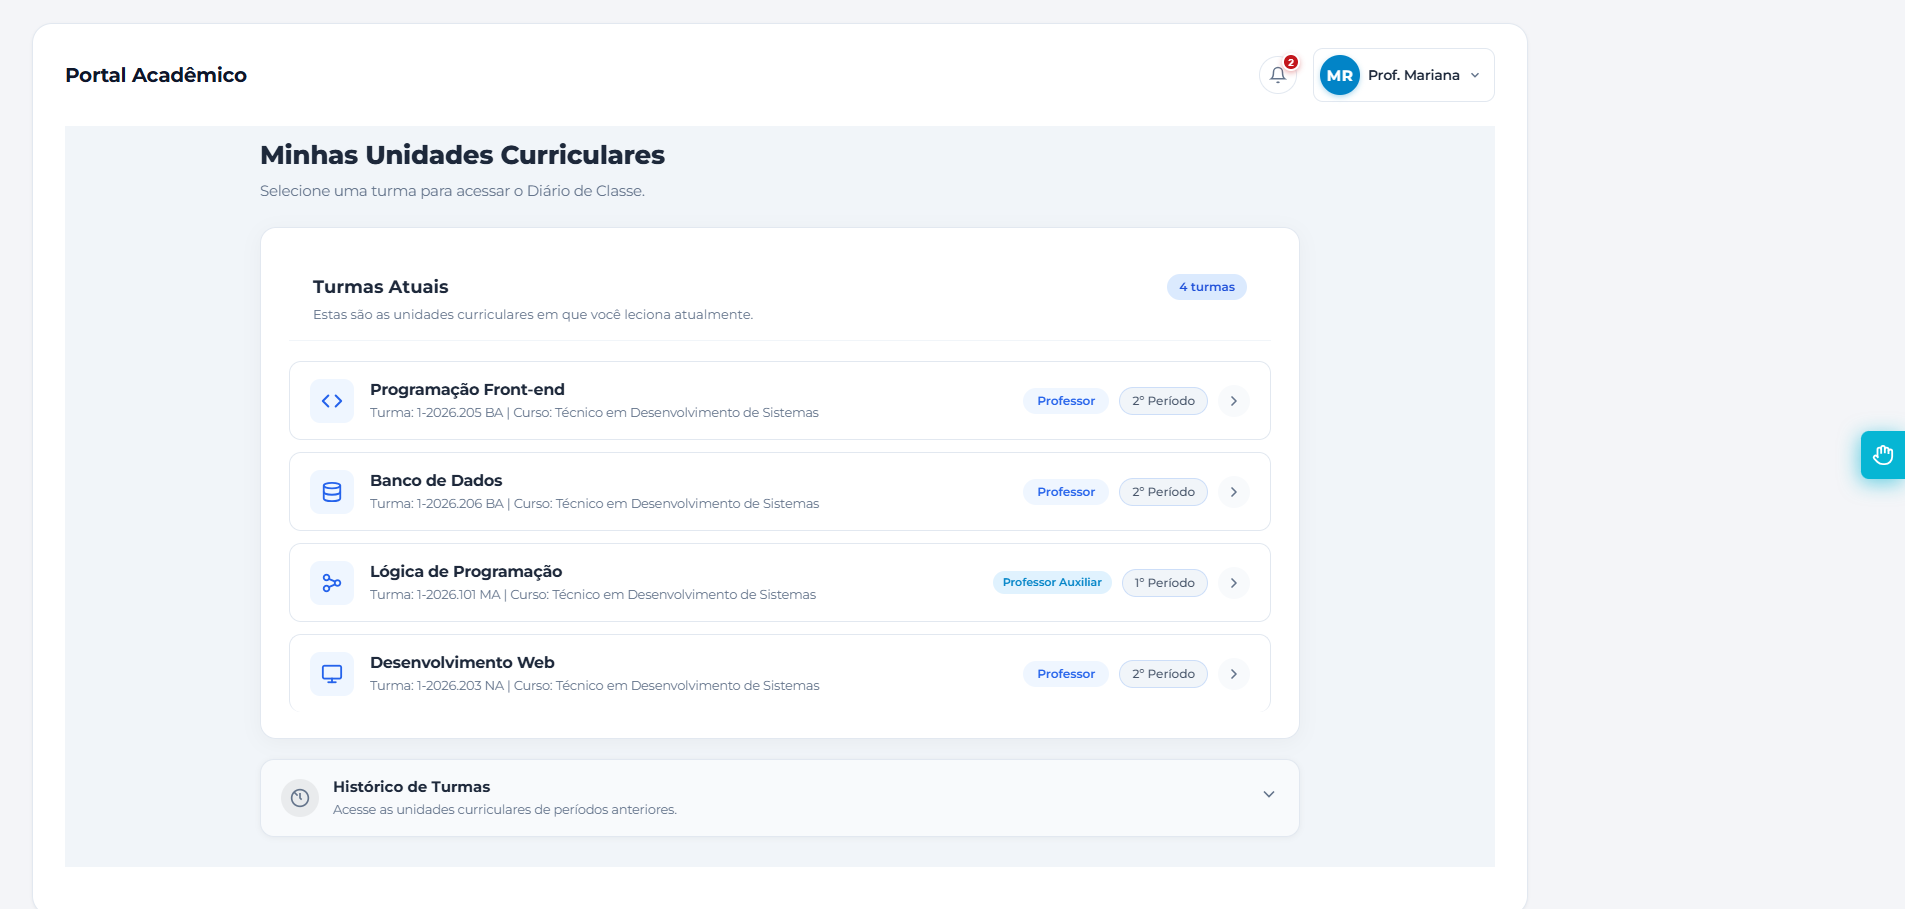 Portal Acadêmico
2
MR
Prof. Mariana
Minhas Unidades Curriculares
Selecione uma turma para acessar o Diário de Classe.
Turmas Atuais
4 turmas
Estas são as unidades curriculares em que você leciona atualmente.
Programação Front-end
Turma: 1-2026.205 BA | Curso: Técnico em Desenvolvimento de Sistemas
Professor
2º Período
Banco de Dados
Turma: 1-2026.206 BA | Curso: Técnico em Desenvolvimento de Sistemas
Professor
2º Período
Lógica de Programação
Turma: 1-2026.101 MA | Curso: Técnico em Desenvolvimento de Sistemas
Professor Auxiliar
1º Período
Desenvolvimento Web
Turma: 1-2026.203 NA | Curso: Técnico em Desenvolvimento de Sistemas
Professor
2º Período
Histórico de Turmas
Acesse as unidades curriculares de períodos anteriores.